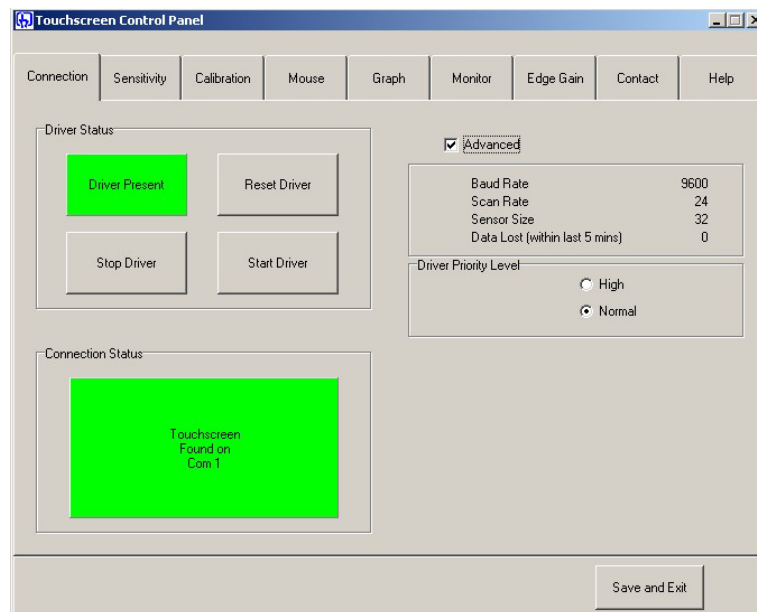 Touchscreen Control Panel
Connection Sensitivity Calibration Mouse Graph Monitor Edge Gain Contact Help
Driver Status
Driver Present Reset Driver
Stop Driver Start Driver
Connection Status
Touchscreen
Found on
Com 1
Advanced
Baud Rate 9600
Scan Rate 24
Sensor Size 32
Data Lost (within last 5 mins) 0
Driver Priority Level
High
Normal
Save and Exit